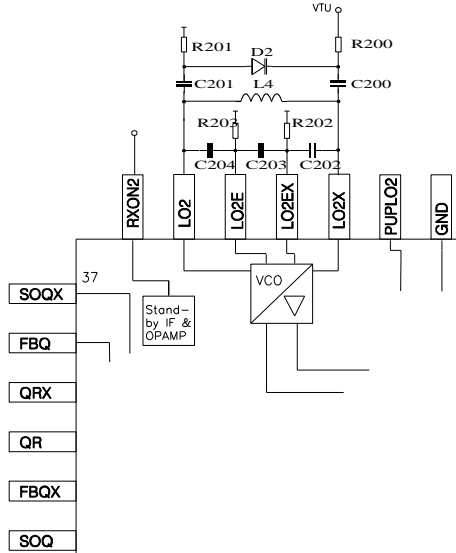 VTU
R201
D2
R200
C201
L4
C200
R203
R202
C204
C203
C202
RXON2
LO2
LO2E
LO2EX
LO2X
PUPLO2
GND
37
SOQX
VCO
Stand-
by IF &
OPAMP
FBQ
QRX
QR
FBQX
SOQ